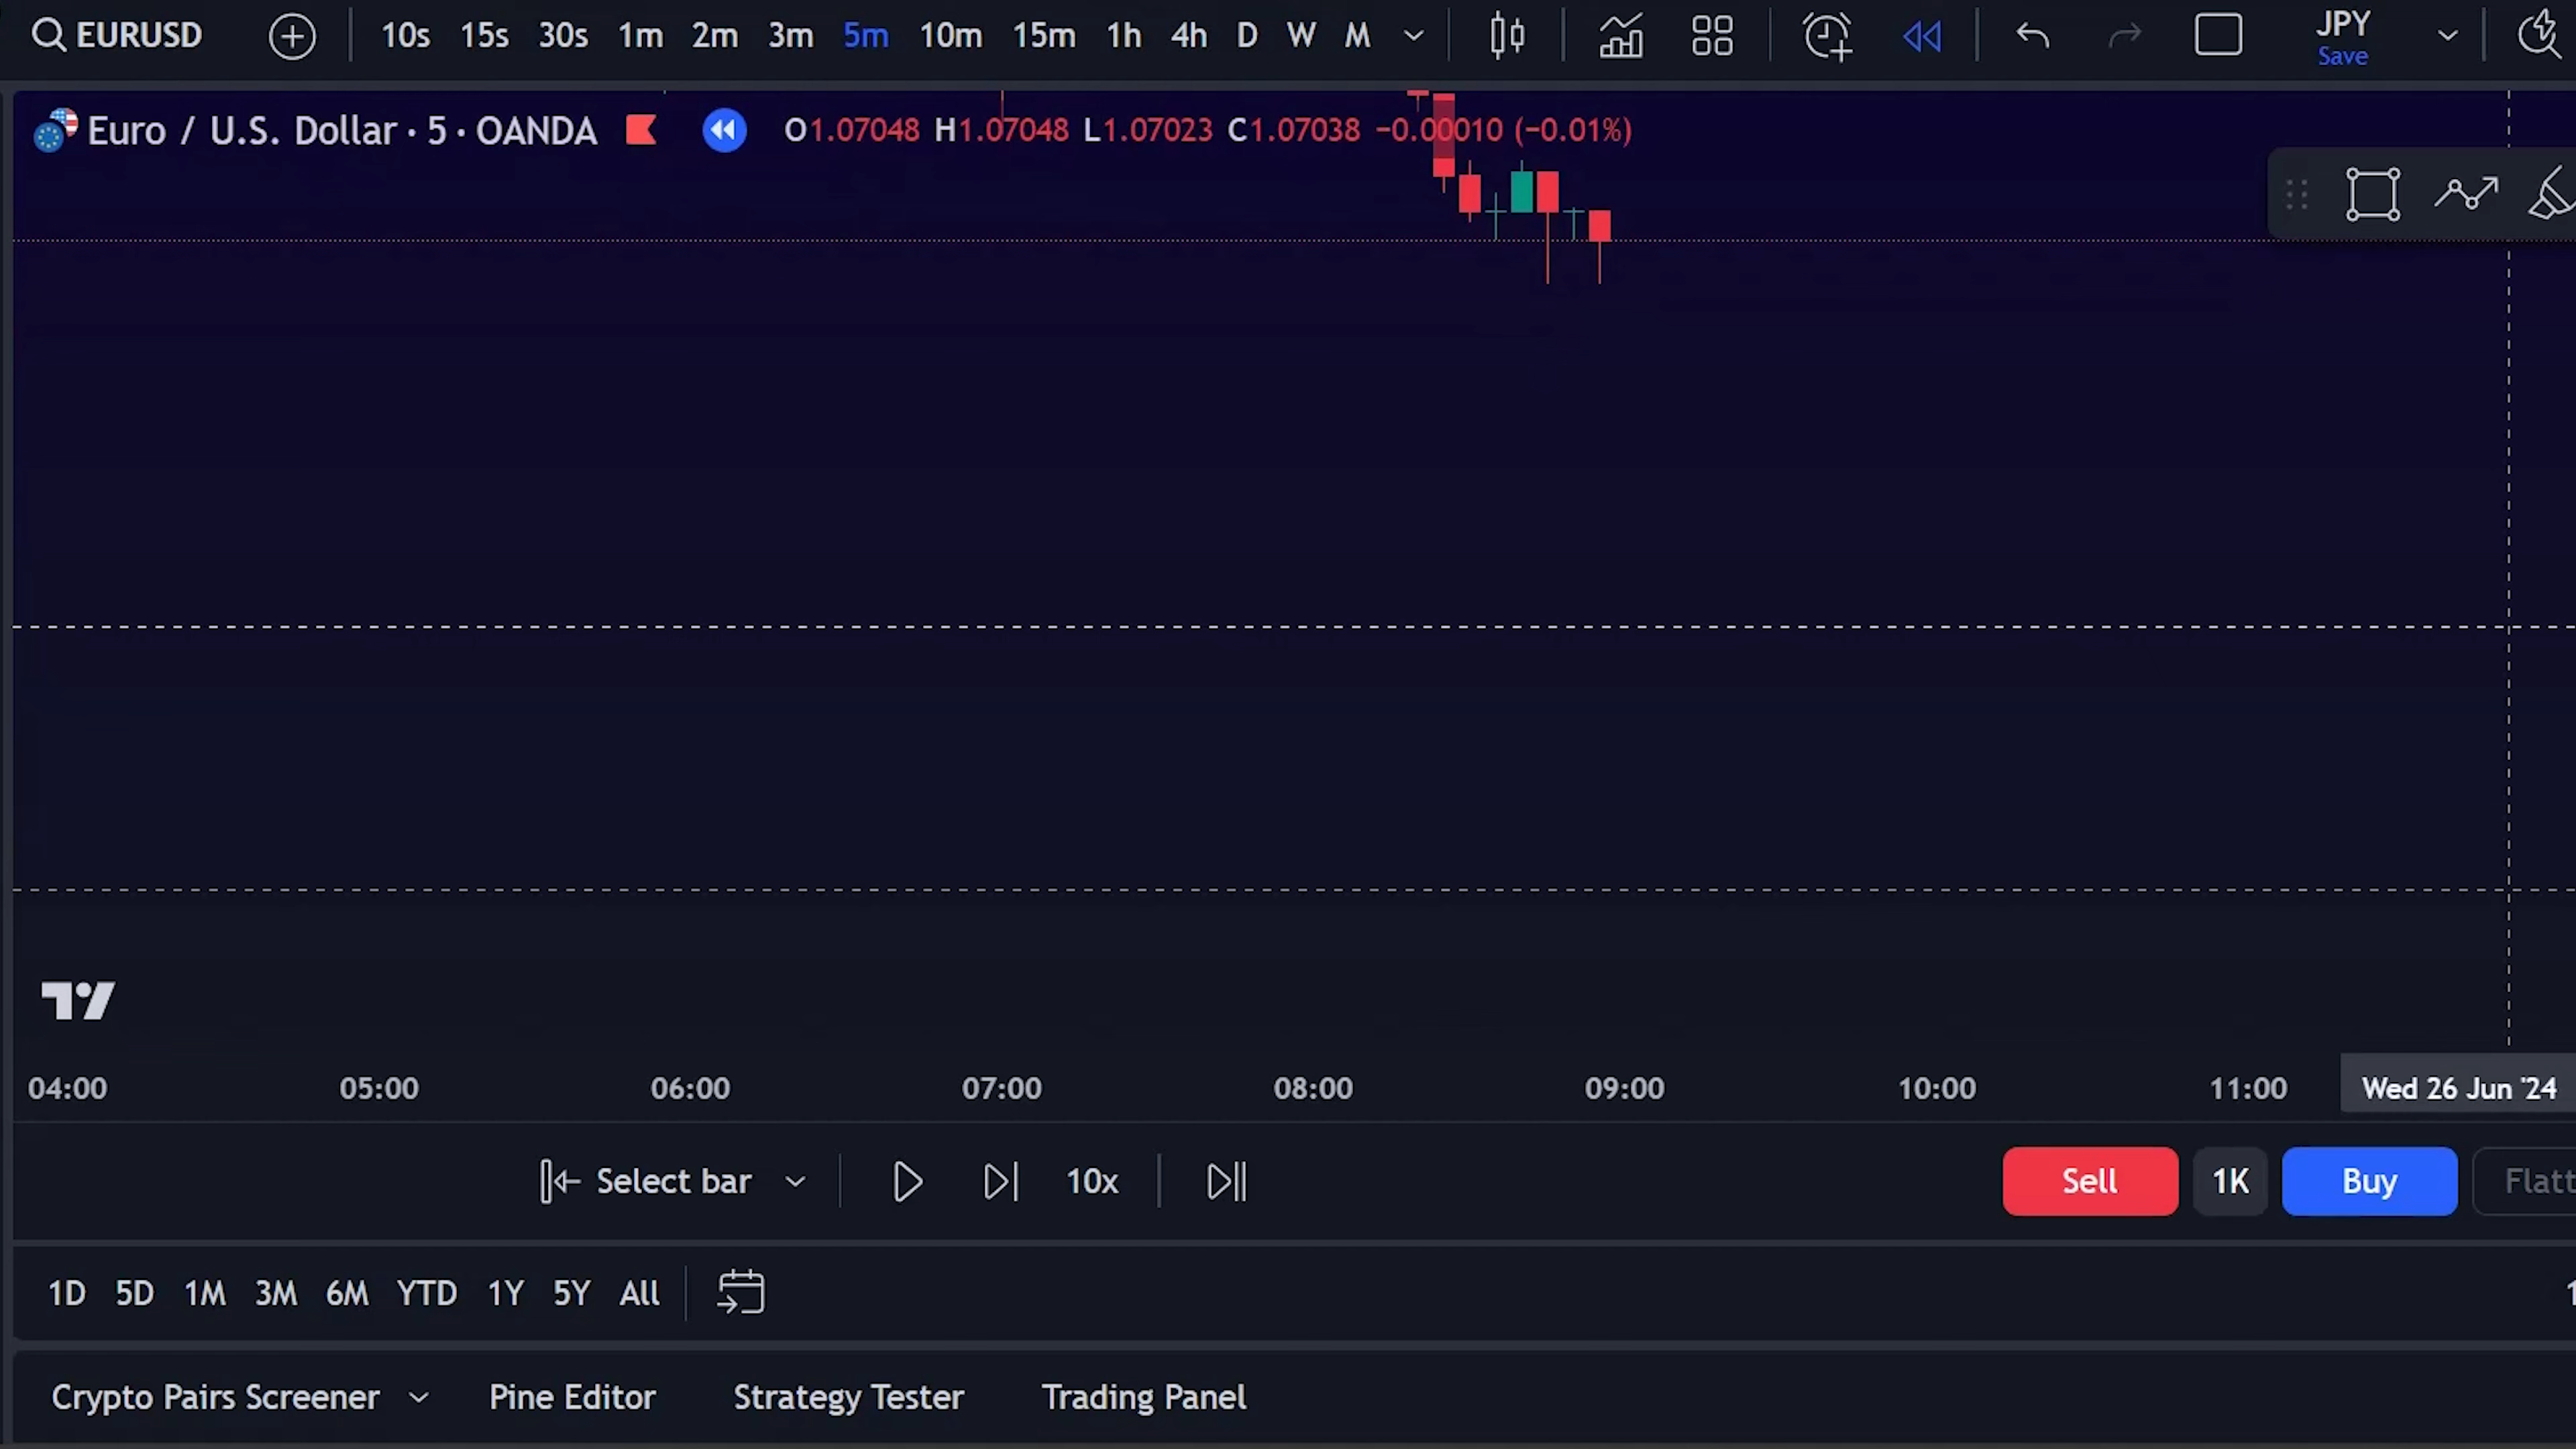 EURUSD 10s 15s 30s 1m 2m 3m 5m 10m 15m 1h 4h D W M JPY
Save
Euro / U.S. Dollar · 5 · OANDA O1.07048 H1.07048 L1.07023 C1.07038 −0.00010 (−0.01%)
04:00 05:00 06:00 07:00 08:00 09:00 10:00 11:00 Wed 26 Jun '24
Select bar 10x Sell 1K Buy Flatt
1D 5D 1M 3M 6M YTD 1Y 5Y All
Crypto Pairs Screener Pine Editor Strategy Tester Trading Panel